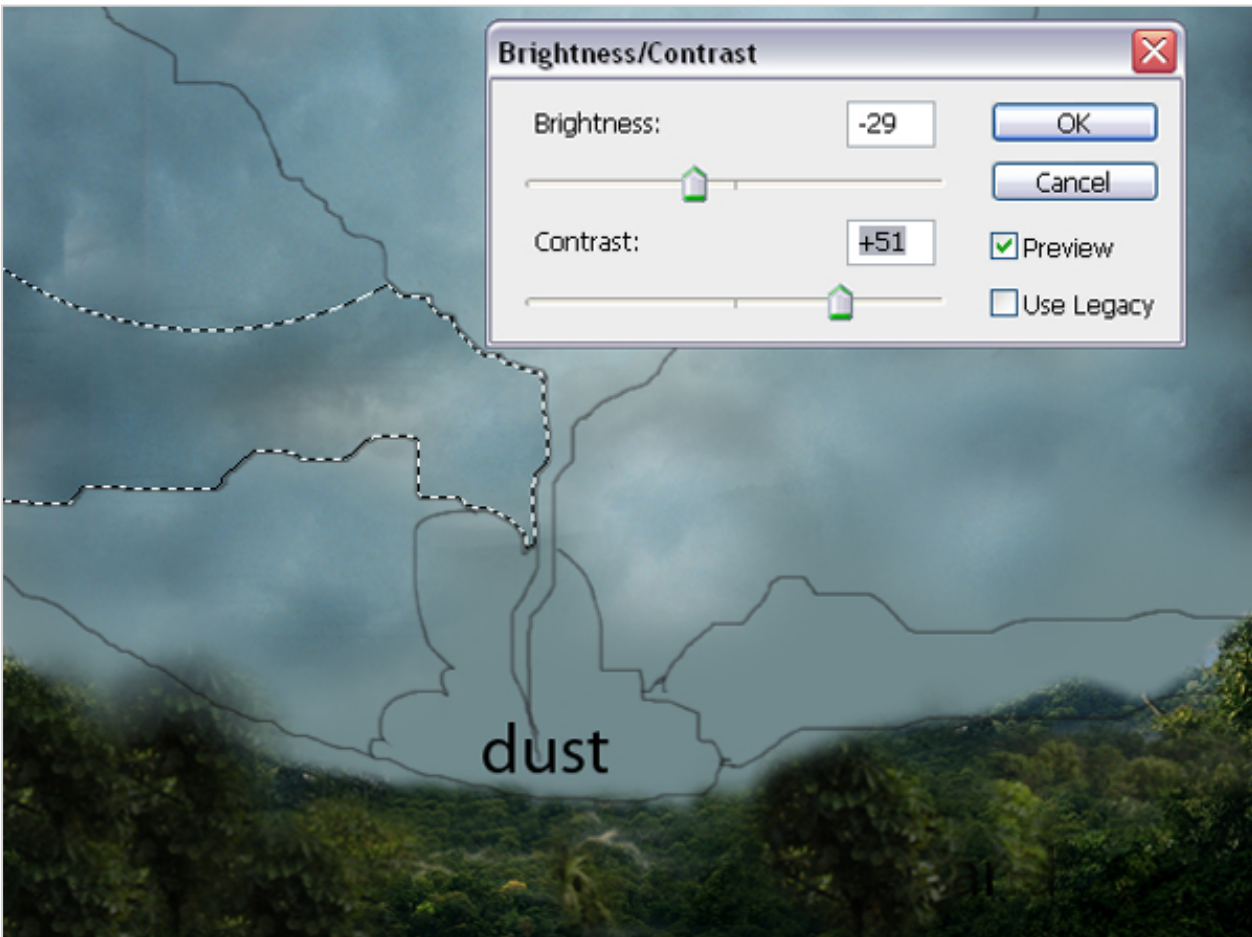 Brightness/Contrast
Brightness:
-29
OK
Cancel
Contrast:
+51
Preview
Use Legacy
dust